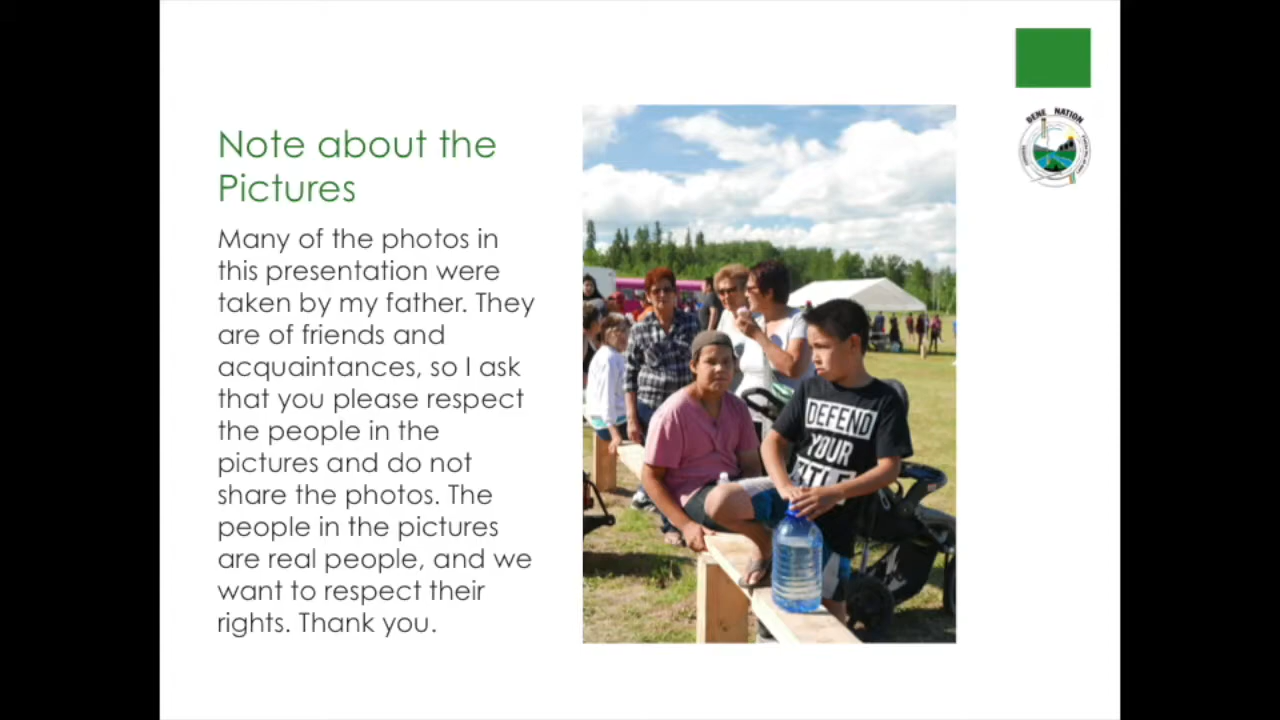 Note about the
Pictures
Many of the photos in
this presentation were
taken by my father. They
are of friends and
acquaintances, so I ask
that you please respect
the people in the
pictures and do not
share the photos. The
people in the pictures
are real people, and we
want to respect their
rights. Thank you.
DENE NATION
DEFEND
YOUR